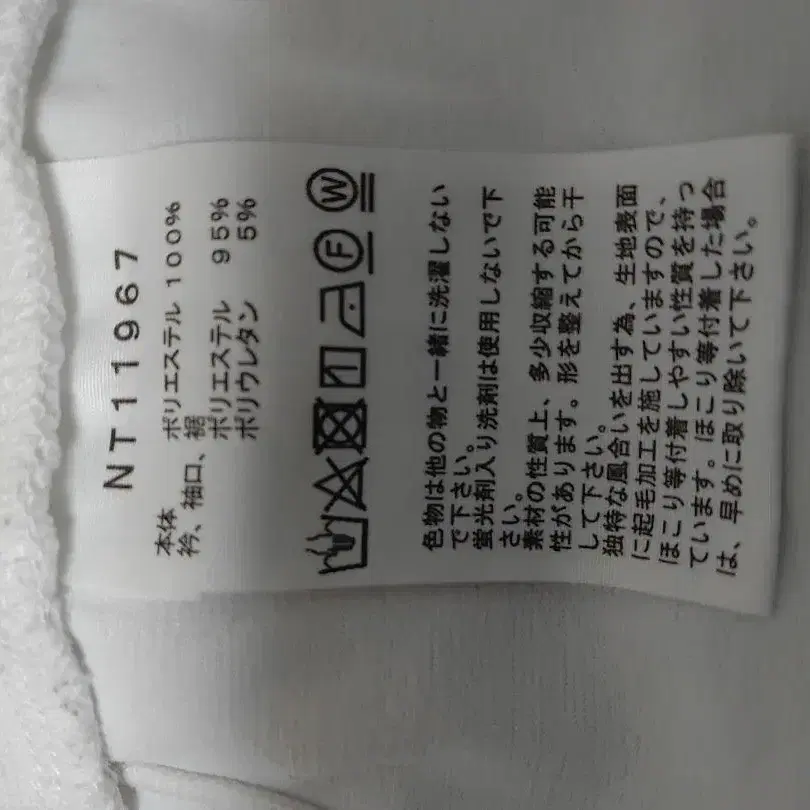 NT11967
本体 ポリエステル 100%
衿、袖口、裾
ポリエステル 95%
ポリウレタン 5%
F W
色物は他の物と一緒に洗濯しない
で下さい。
蛍光剤入り洗剤は使用しないで下
さい。
素材の性質上、多少収縮する可能
性があります。形を整えてから干
して下さい。
独特な風合いを出す為、生地表面
に起毛加工を施していますので、
ほこり等付着しやすい性質を持っ
ています。ほこり等付着した場合
は、早めに取り除いて下さい。